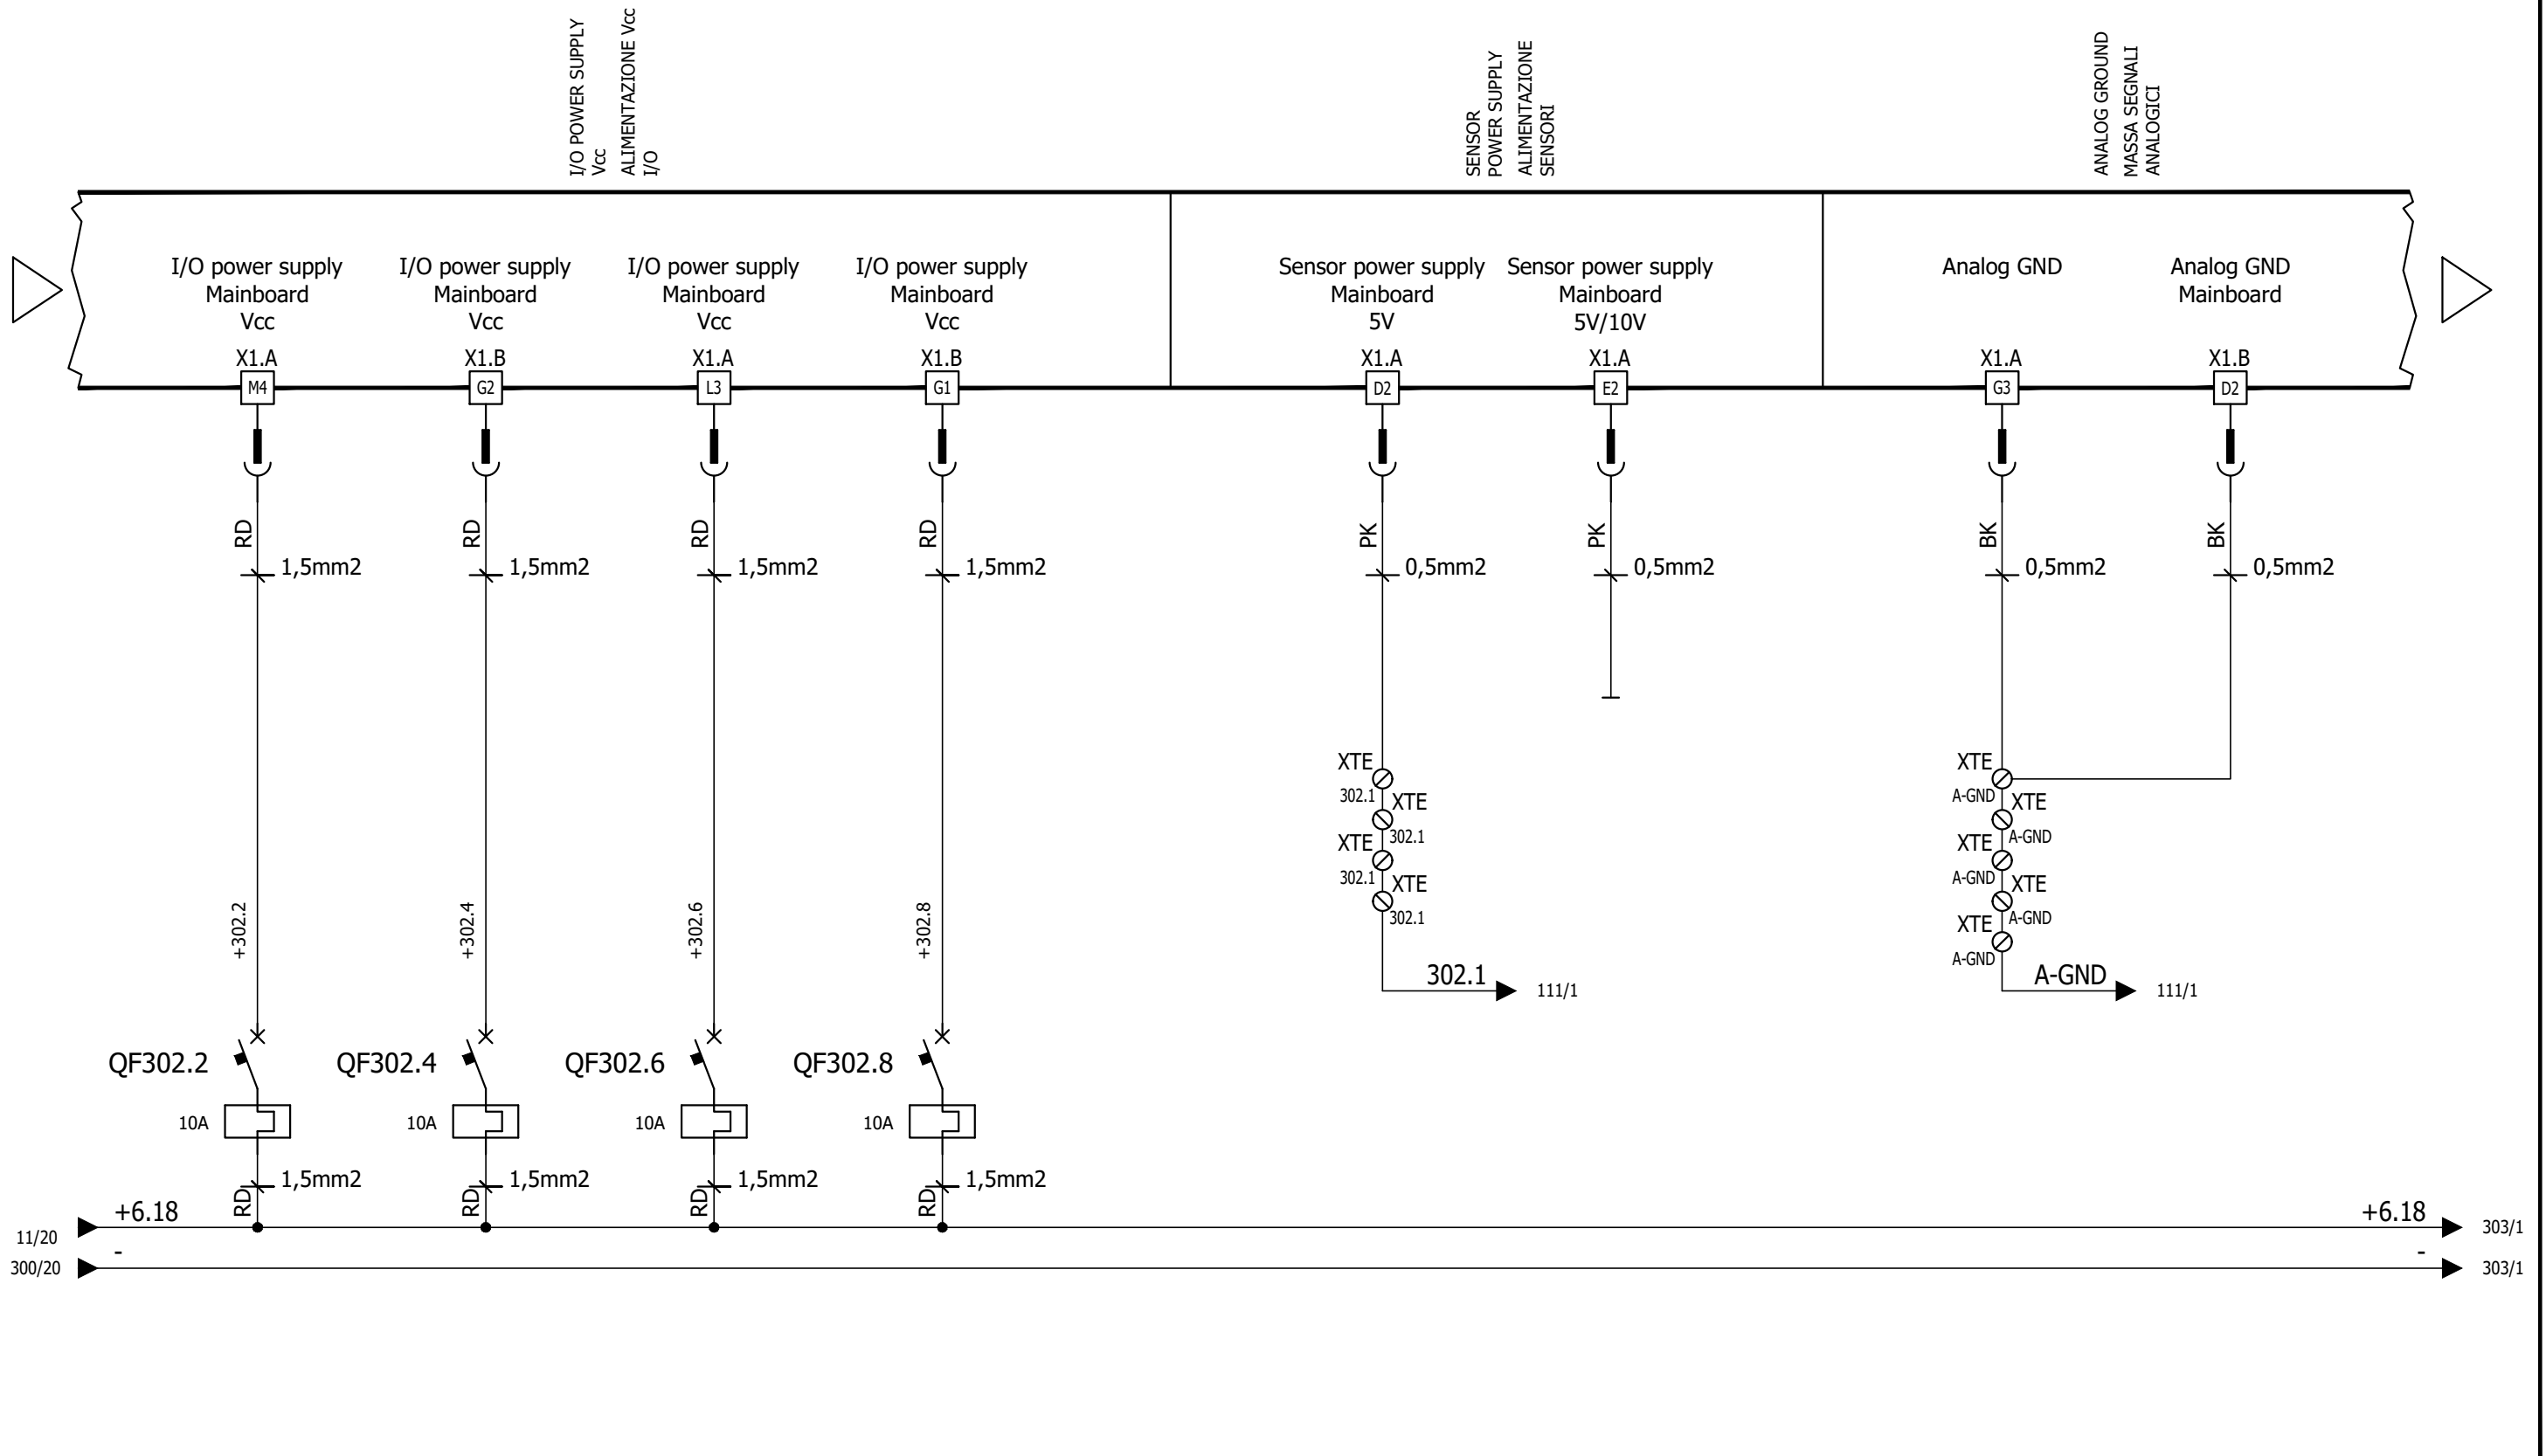 I/O POWER SUPPLY
Vcc
ALIMENTAZIONE Vcc
I/O
SENSOR
POWER SUPPLY
ALIMENTAZIONE
SENSORI
ANALOG GROUND
MASSA SEGNALI
ANALOGICI
I/O power supply
Mainboard
Vcc
X1.A
M4
I/O power supply
Mainboard
Vcc
X1.B
G2
I/O power supply
Mainboard
Vcc
X1.A
L3
I/O power supply
Mainboard
Vcc
X1.B
G1
Sensor power supply
Mainboard
5V
X1.A
D2
Sensor power supply
Mainboard
5V/10V
X1.A
E2
Analog GND
X1.A
G3
Analog GND
Mainboard
X1.B
D2
RD
1,5mm2
RD
1,5mm2
RD
1,5mm2
RD
1,5mm2
PK
0,5mm2
PK
0,5mm2
BK
0,5mm2
BK
0,5mm2
XTE
302.1
XTE
302.1
XTE
302.1
XTE
302.1
302.1
111/1
XTE
A-GND
XTE
A-GND
XTE
A-GND
XTE
A-GND
XTE
A-GND
A-GND
111/1
+302.2
+302.4
+302.6
+302.8
QF302.2
10A
QF302.4
10A
QF302.6
10A
QF302.8
10A
RD
1,5mm2
RD
1,5mm2
RD
1,5mm2
RD
1,5mm2
11/20
+6.18
+6.18
303/1
300/20
-
-
303/1